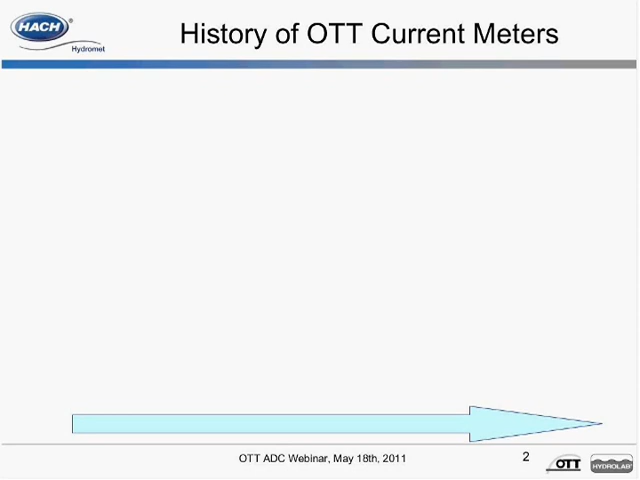 HACH®
Hydromet
History of OTT Current Meters
OTT ADC Webinar, May 18th, 2011
2
OTT
HYDROLAB®